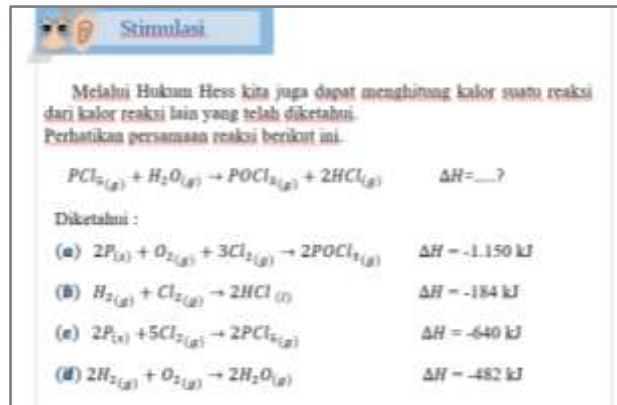 Stimulasi
Melalui Hukum Hess kita juga dapat menghitung kalor suatu reaksi
dari kalor reaksi lain yang telah diketahui.
Perhatikan persamaan reaksi berikut ini.
PCl₅(g) + H₂O(g) → POCl₃(g) + 2HCl(g) ΔH=....?
Diketahui :
(a) 2P(s) + O₂(g) + 3Cl₂(g) → 2POCl₃(g) ΔH = -1.150 kJ
(b) H₂(g) + Cl₂(g) → 2HCl (l) ΔH = -184 kJ
(c) 2P(s) +5Cl₂(g) → 2PCl₅(g) ΔH = -640 kJ
(d) 2H₂(g) + O₂(g) → 2H₂O(g) ΔH = -482 kJ